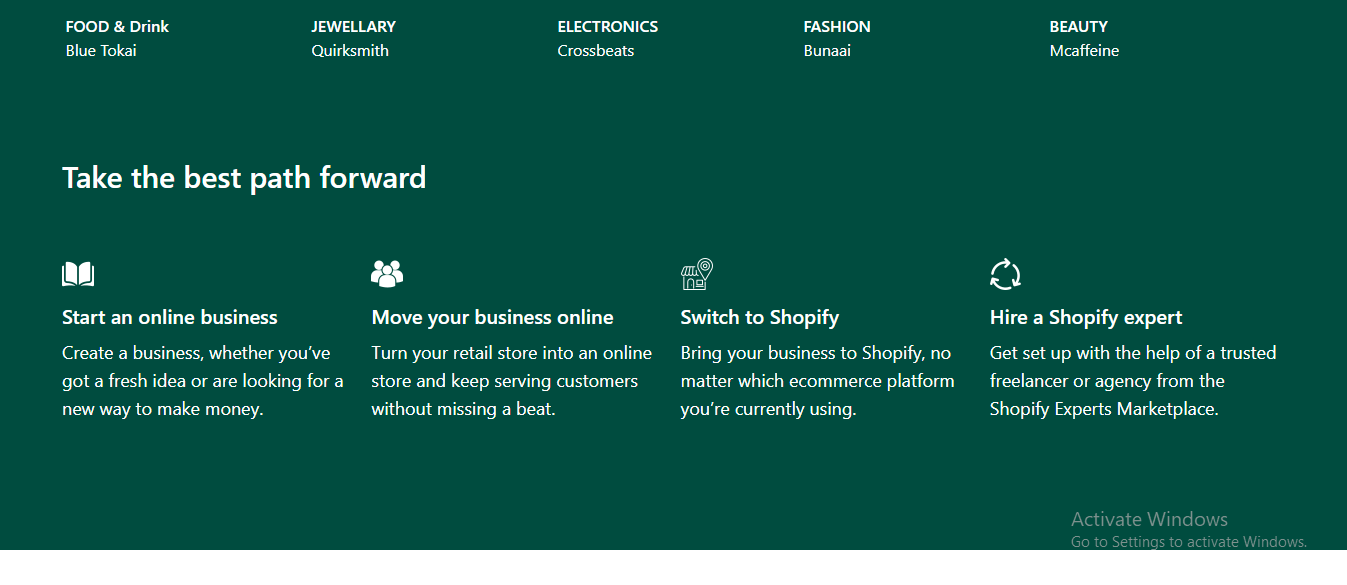 FOOD & Drink
Blue Tokai
JEWELLARY
Quirksmith
ELECTRONICS
Crossbeats
FASHION
Bunaai
BEAUTY
Mcaffeine
Take the best path forward
Start an online business
Create a business, whether you’ve
got a fresh idea or are looking for a
new way to make money.
Move your business online
Turn your retail store into an online
store and keep serving customers
without missing a beat.
Switch to Shopify
Bring your business to Shopify, no
matter which ecommerce platform
you’re currently using.
Hire a Shopify expert
Get set up with the help of a trusted
freelancer or agency from the
Shopify Experts Marketplace.
Activate Windows
Go to Settings to activate Windows.